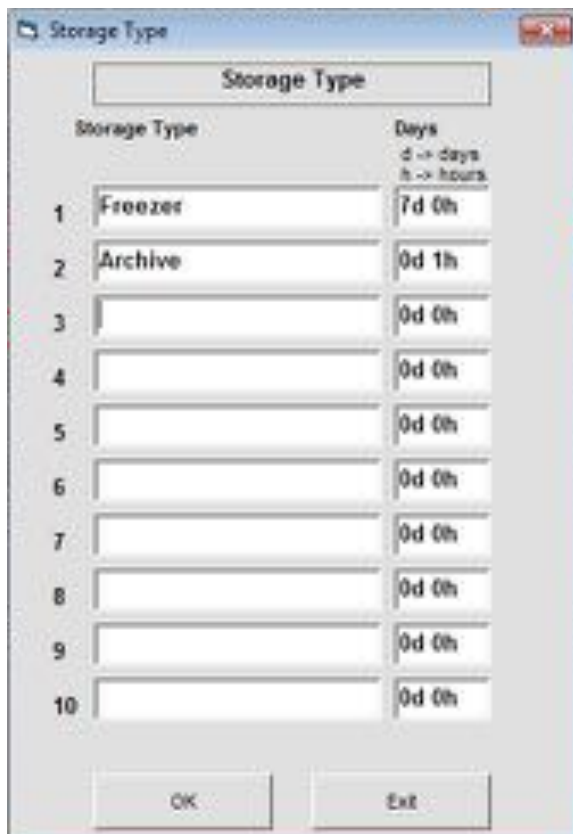 Storage Type
Storage Type
Storage Type Days
d -> days
h -> hours
1 Freezer 7d 0h
2 Archive 0d 1h
3 0d 0h
4 0d 0h
5 0d 0h
6 0d 0h
7 0d 0h
8 0d 0h
9 0d 0h
10 0d 0h
OK Exit